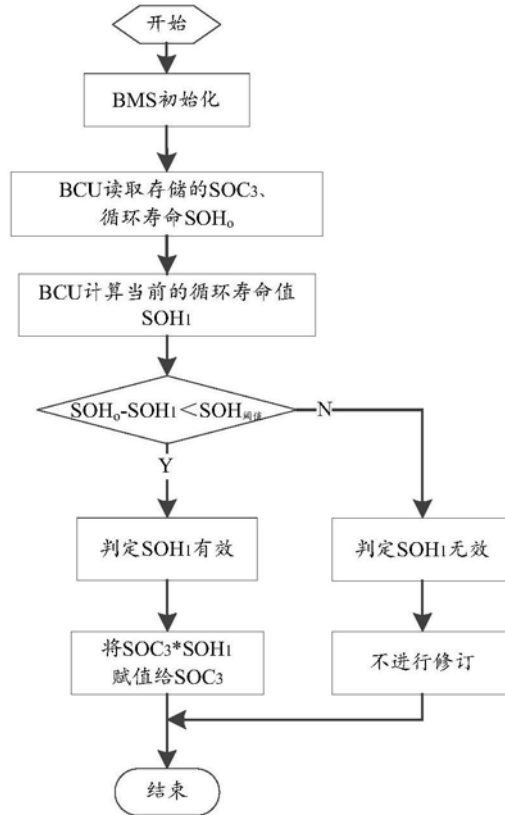 开始
BMS初始化
BCU读取存储的SOC₃、
循环寿命SOHₒ
BCU计算当前的循环寿命值
SOH₁
SOHₒ-SOH₁＜SOH阈值
N
Y
判定SOH₁有效
判定SOH₁无效
将SOC₃*SOH₁
赋值给SOC₃
不进行修订
结束